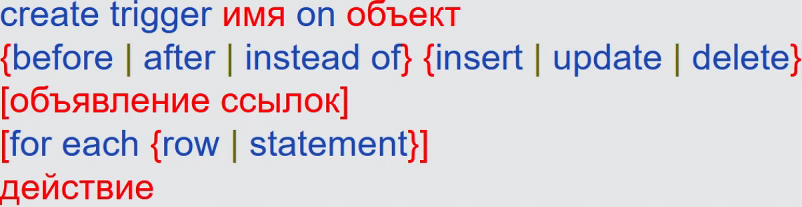 create trigger имя on объект
{before | after | instead of} {insert | update | delete}
[объявление ссылок]
[for each {row | statement}]
действие